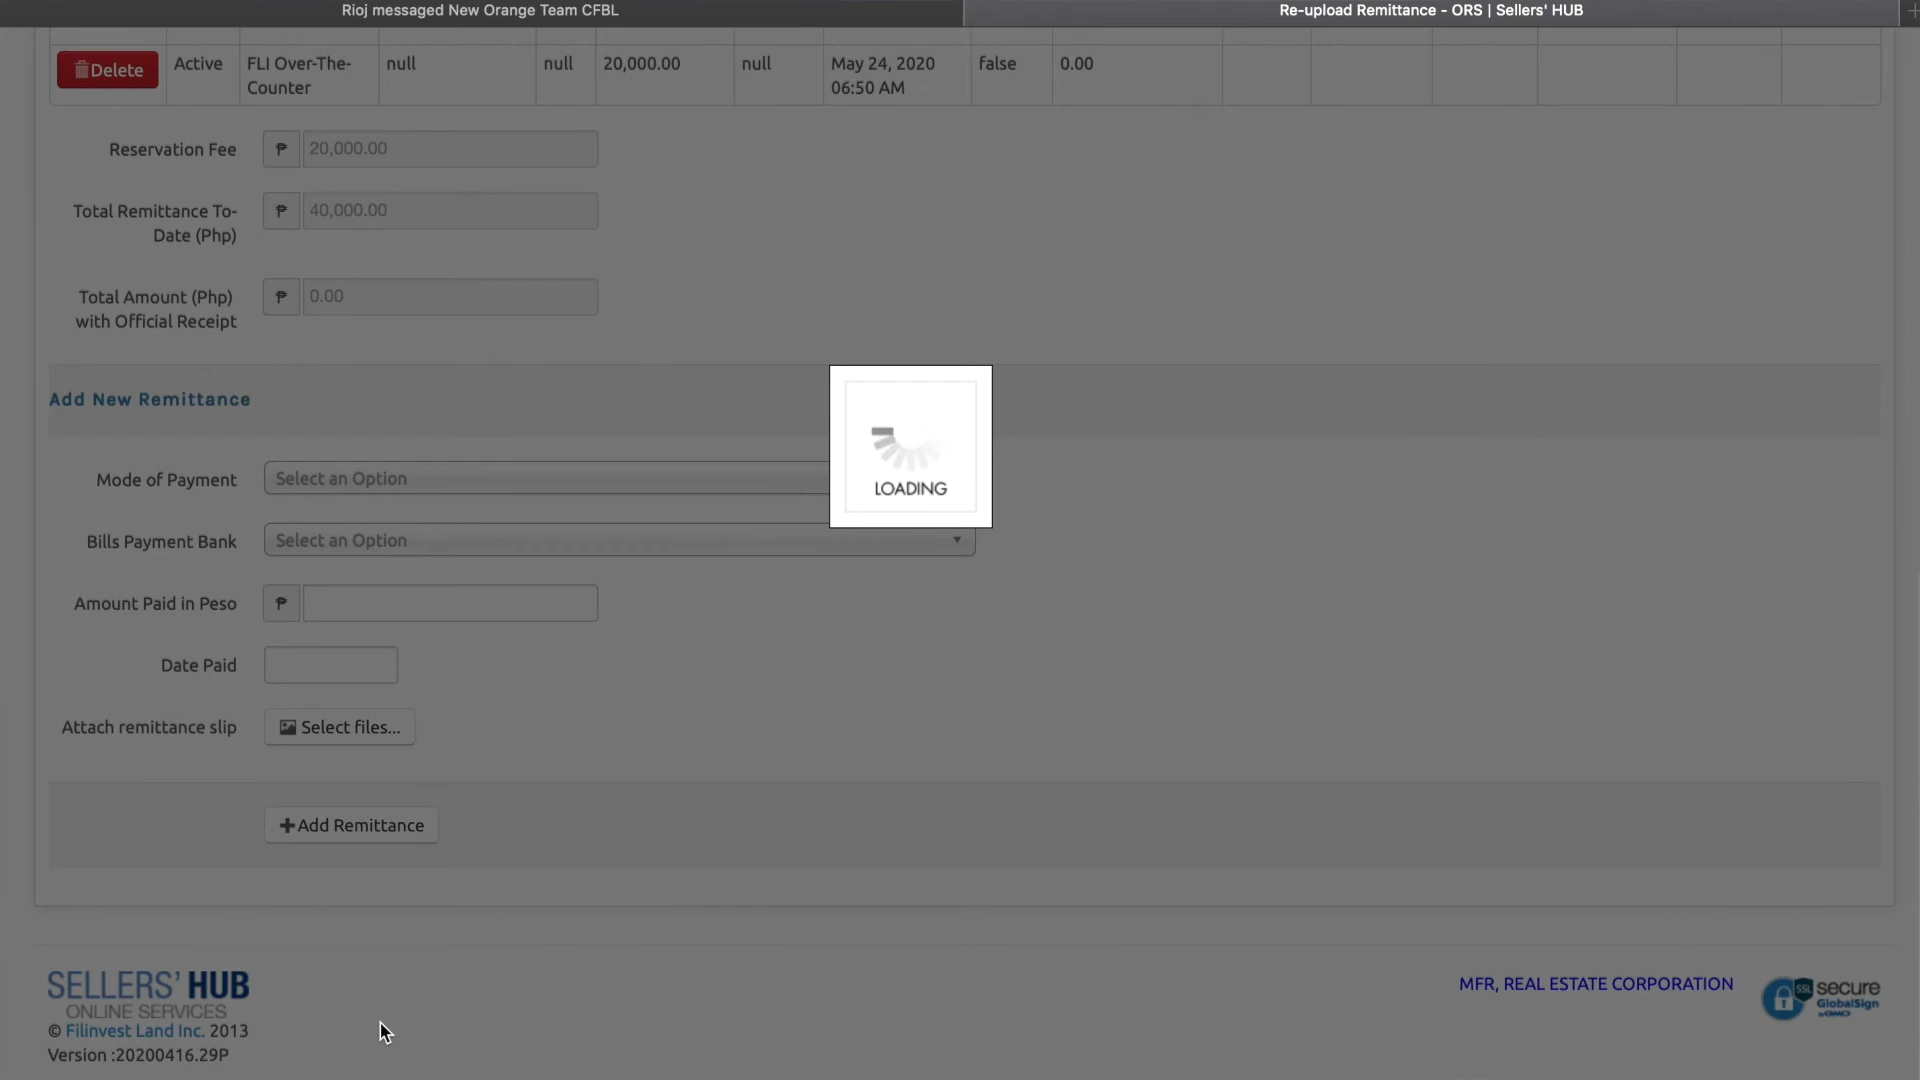 Rioj messaged New Orange Team CFBL
Re-upload Remittance - ORS | Sellers' HUB
Delete Active FLI Over-The- null null 20,000.00 null May 24, 2020 false 0.00
Counter 06:50 AM
Reservation Fee ₱ 20,000.00
Total Remittance To- ₱ 40,000.00
Date (Php)
Total Amount (Php) ₱ 0.00
with Official Receipt
Add New Remittance
LOADING
Mode of Payment Select an Option
Bills Payment Bank Select an Option
Amount Paid in Peso ₱
Date Paid
Attach remittance slip Select files...
+Add Remittance
SELLERS' HUB
ONLINE SERVICES
© Filinvest Land Inc. 2013
Version :20200416.29P
MFR, REAL ESTATE CORPORATION
SSL secure
GlobalSign
by GMO